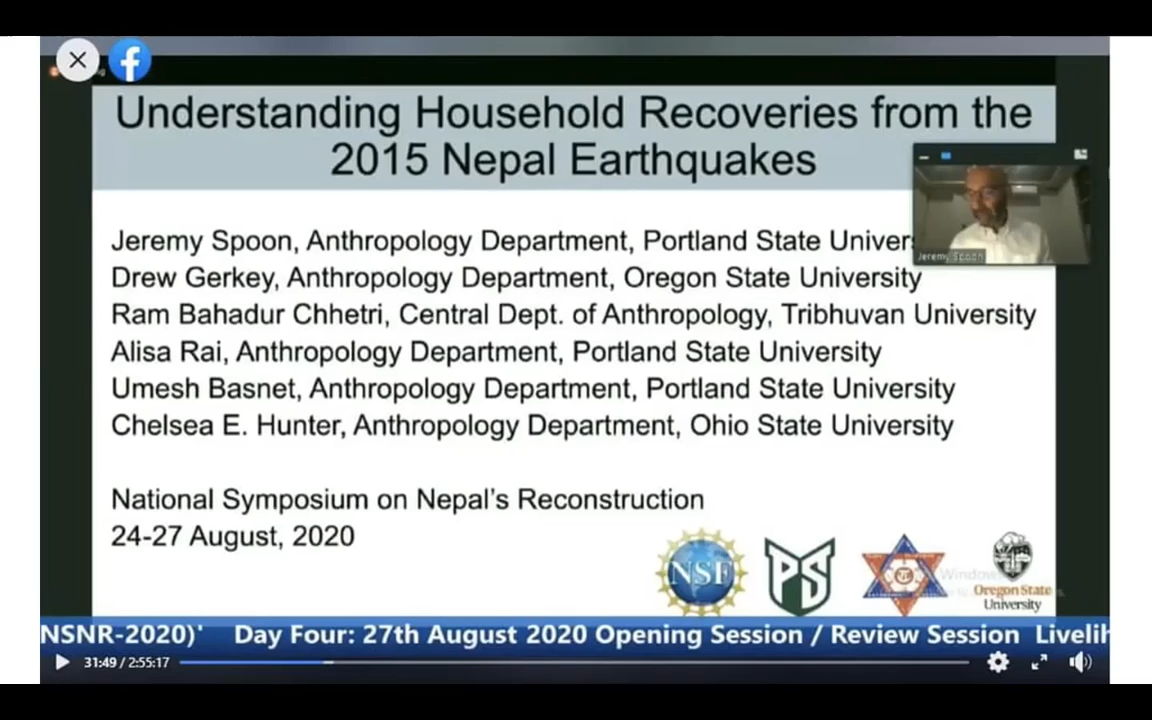 Understanding Household Recoveries from the
2015 Nepal Earthquakes
Jeremy Spoon, Anthropology Department, Portland State Univers
Jeremy Spoon
Drew Gerkey, Anthropology Department, Oregon State University
Ram Bahadur Chhetri, Central Dept. of Anthropology, Tribhuvan University
Alisa Rai, Anthropology Department, Portland State University
Umesh Basnet, Anthropology Department, Portland State University
Chelsea E. Hunter, Anthropology Department, Ohio State University
National Symposium on Nepal's Reconstruction
24-27 August, 2020
NSF
PS
Windows
Oregon State
University
NSNR-2020)' Day Four: 27th August 2020 Opening Session / Review Session Livelih
31:49 / 2:55:17